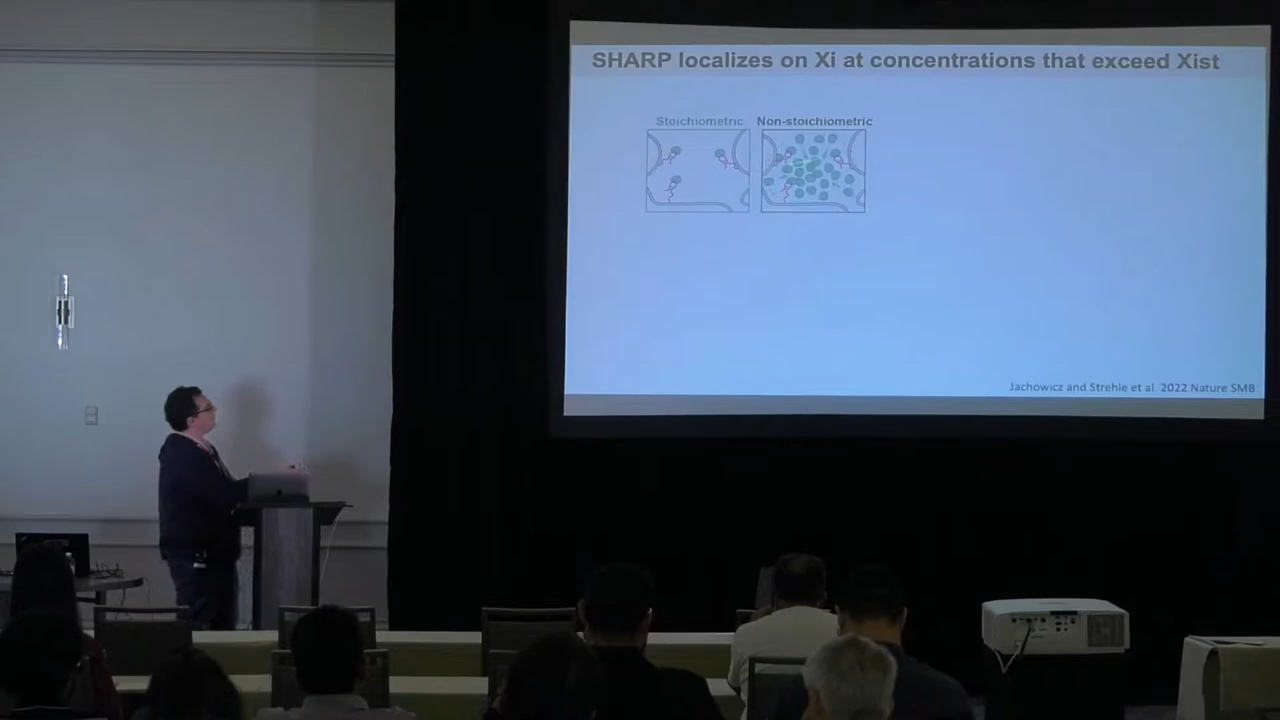 SHARP localizes on Xi at concentrations that exceed Xist
Stoichiometric Non-stoichiometric
Jachowicz and Strehle et al. 2022 Nature SMB